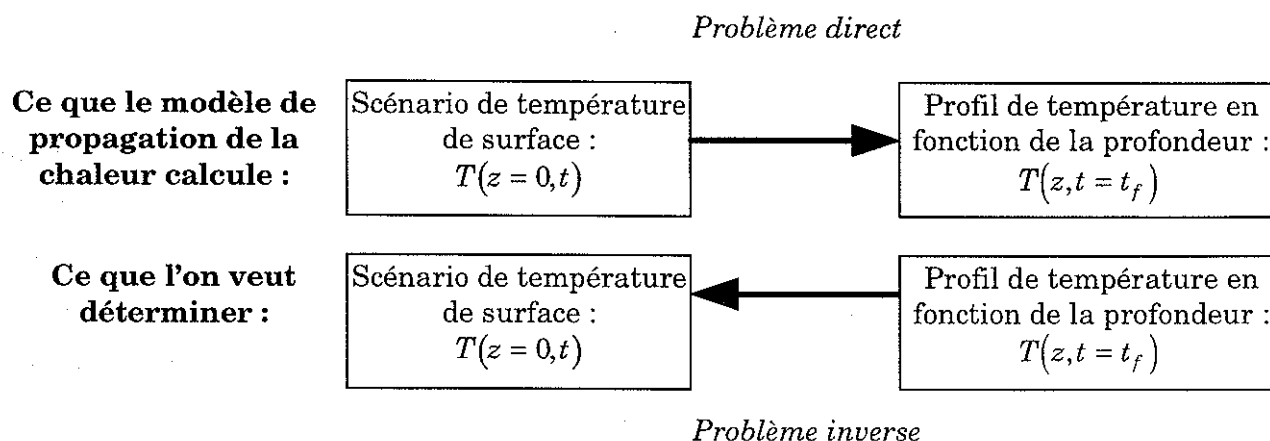 Problème direct
Ce que le modèle de
propagation de la
chaleur calcule :
Scénario de température
de surface :
T(z = 0,t)
Profil de température en
fonction de la profondeur :
T(z,t = t_f)
Ce que l'on veut
déterminer :
Scénario de température
de surface :
T(z = 0,t)
Profil de température en
fonction de la profondeur :
T(z,t = t_f)
Problème inverse